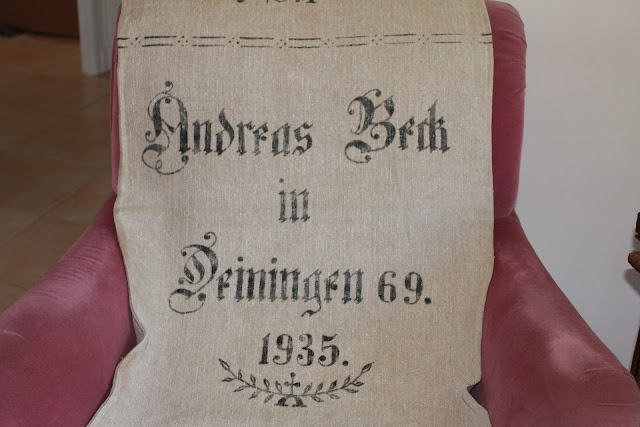 Andreas Beck
in
Deiningen 69.
1935.